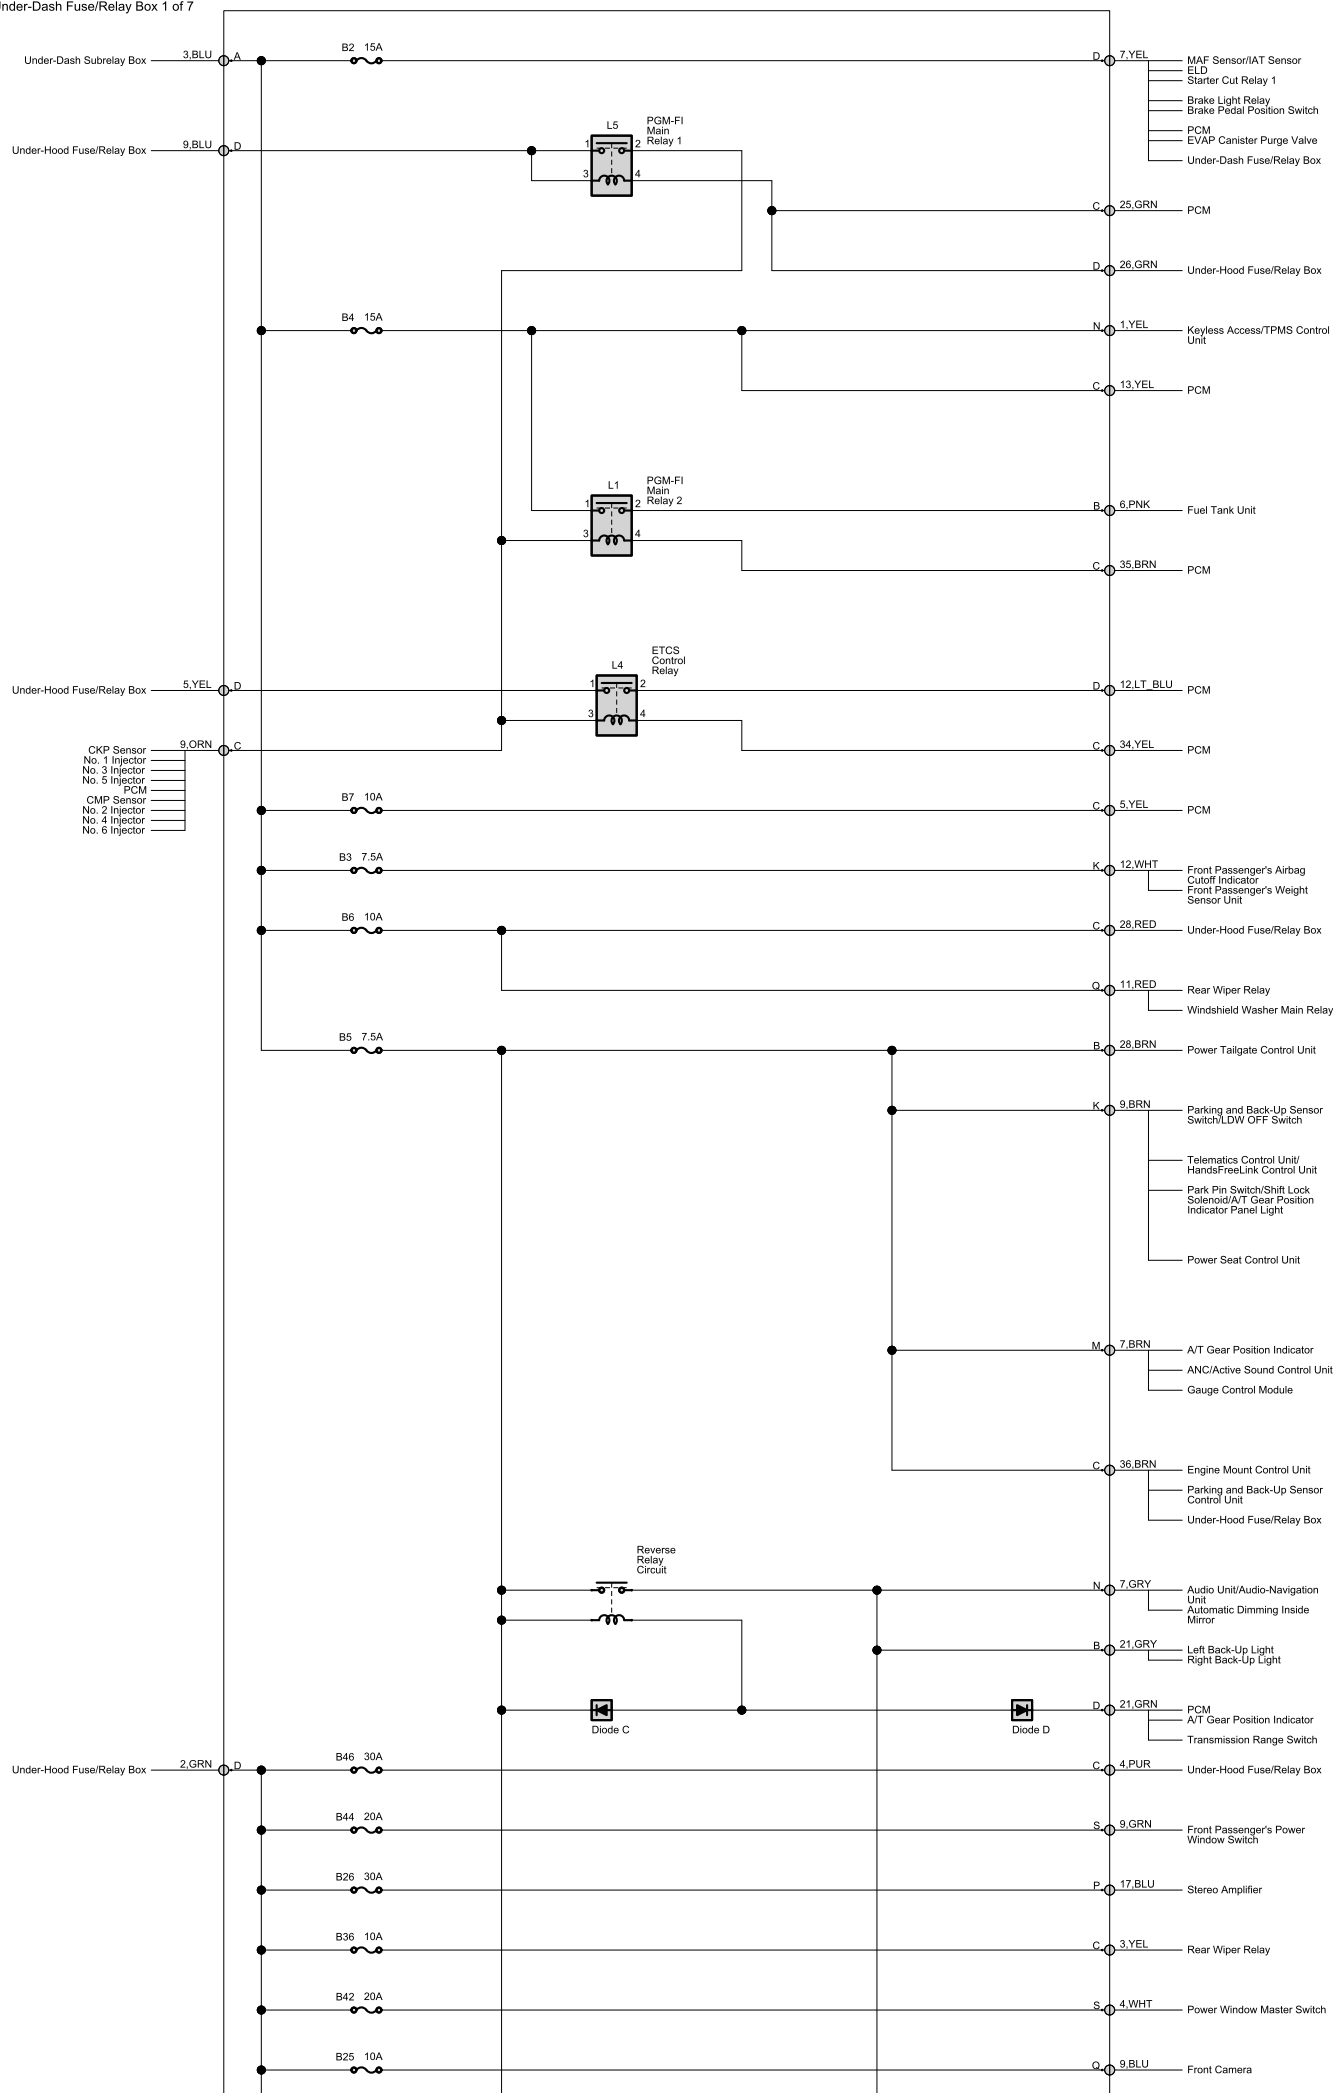 Under-Dash Fuse/Relay Box 1 of 7
Under-Dash Subrelay Box
3,BLU
A
B2 15A
D
7,YEL
MAF Sensor/IAT Sensor
ELD
Starter Cut Relay 1
Brake Light Relay
Brake Pedal Position Switch
PCM
EVAP Canister Purge Valve
Under-Dash Fuse/Relay Box
Under-Hood Fuse/Relay Box
9,BLU
D
L5
PGM-FI
Main
Relay 1
1
2
3
4
C
25,GRN
PCM
D
26,GRN
Under-Hood Fuse/Relay Box
B4 15A
N
1,YEL
Keyless Access/TPMS Control
Unit
C
13,YEL
PCM
L1
PGM-FI
Main
Relay 2
1
2
3
4
B
6,PNK
Fuel Tank Unit
C
35,BRN
PCM
Under-Hood Fuse/Relay Box
5,YEL
D
L4
ETCS
Control
Relay
1
2
3
4
D
12,LT_BLU
PCM
CKP Sensor
No. 1 Injector
No. 3 Injector
No. 5 Injector
PCM
CMP Sensor
No. 2 Injector
No. 4 Injector
No. 6 Injector
9,ORN
C
C
34,YEL
PCM
B7 10A
C
5,YEL
PCM
B3 7.5A
K
12,WHT
Front Passenger's Airbag
Cutoff Indicator
Front Passenger's Weight
Sensor Unit
B6 10A
C
28,RED
Under-Hood Fuse/Relay Box
Q
11,RED
Rear Wiper Relay
Windshield Washer Main Relay
B5 7.5A
B
28,BRN
Power Tailgate Control Unit
K
9,BRN
Parking and Back-Up Sensor
Switch/LDW OFF Switch
Telematics Control Unit/
HandsFreeLink Control Unit
Park Pin Switch/Shift Lock
Solenoid/A/T Gear Position
Indicator Panel Light
Power Seat Control Unit
M
7,BRN
A/T Gear Position Indicator
ANC/Active Sound Control Unit
Gauge Control Module
C
36,BRN
Engine Mount Control Unit
Parking and Back-Up Sensor
Control Unit
Under-Hood Fuse/Relay Box
Reverse
Relay
Circuit
N
7,GRY
Audio Unit/Audio-Navigation
Unit
Automatic Dimming Inside
Mirror
B
21,GRY
Left Back-Up Light
Right Back-Up Light
Diode C
Diode D
D
21,GRN
PCM
A/T Gear Position Indicator
Transmission Range Switch
Under-Hood Fuse/Relay Box
2,GRN
D
B46 30A
C
4,PUR
Under-Hood Fuse/Relay Box
B44 20A
S
9,GRN
Front Passenger's Power
Window Switch
B26 30A
P
17,BLU
Stereo Amplifier
B36 10A
C
3,YEL
Rear Wiper Relay
B42 20A
S
4,WHT
Power Window Master Switch
B25 10A
Q
9,BLU
Front Camera